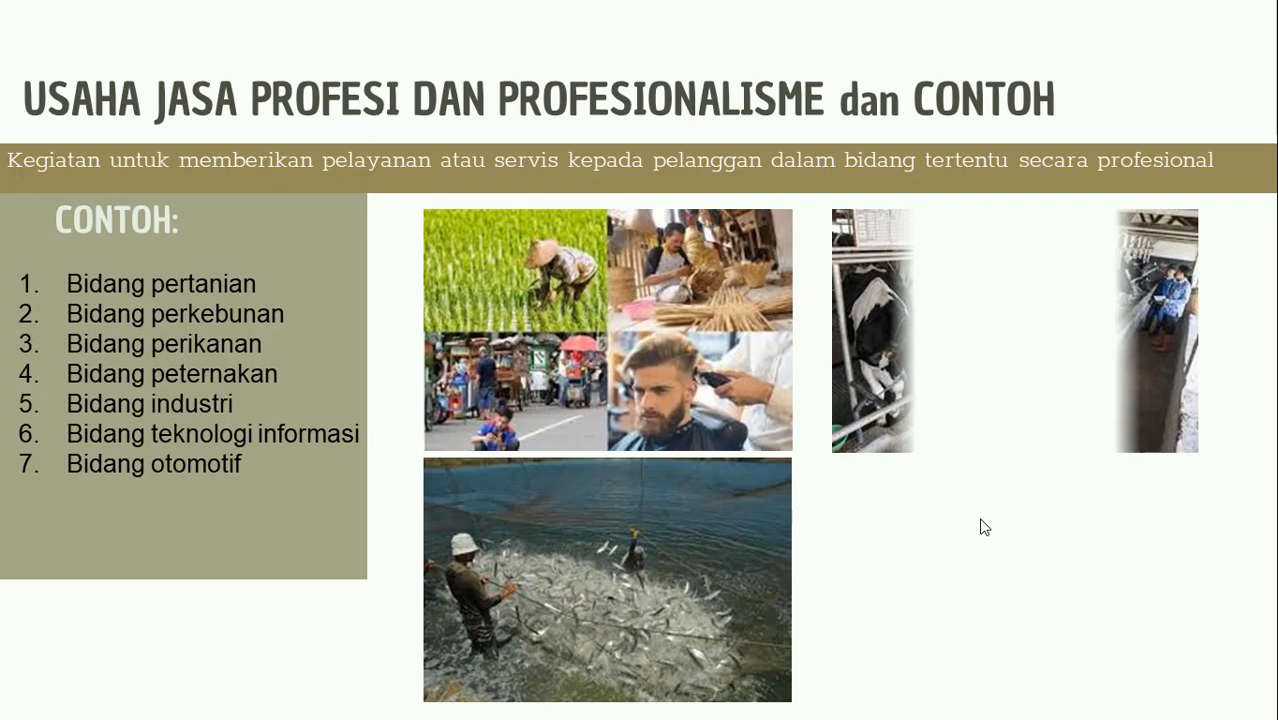 USAHA JASA PROFESI DAN PROFESIONALISME dan CONTOH
Kegiatan untuk memberikan pelayanan atau servis kepada pelanggan dalam bidang tertentu secara profesional
CONTOH:
1. Bidang pertanian
2. Bidang perkebunan
3. Bidang perikanan
4. Bidang peternakan
5. Bidang industri
6. Bidang teknologi informasi
7. Bidang otomotif